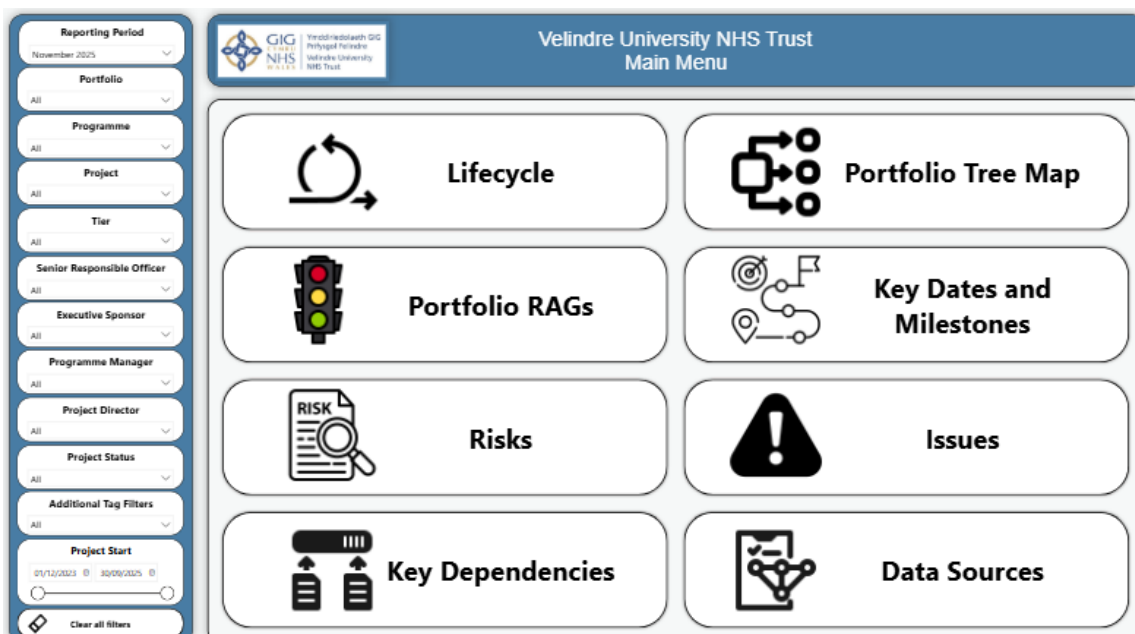 Reporting Period
November 2025
Portfolio
All
Programme
All
Project
All
Tier
All
Senior Responsible Officer
All
Executive Sponsor
All
Programme Manager
All
Project Director
All
Project Status
All
Additional Tag Filters
All
Project Start
01/12/2023 30/09/2025
Clear all filters
GIG
CYMRU
NHS
WALES
Ymddiriedolaeth GIG
Prifysgol Felindre
Velindre University
NHS Trust
Velindre University NHS Trust
Main Menu
Lifecycle
Portfolio Tree Map
Portfolio RAGs
Key Dates and
Milestones
RISK
Risks
Issues
Key Dependencies
Data Sources